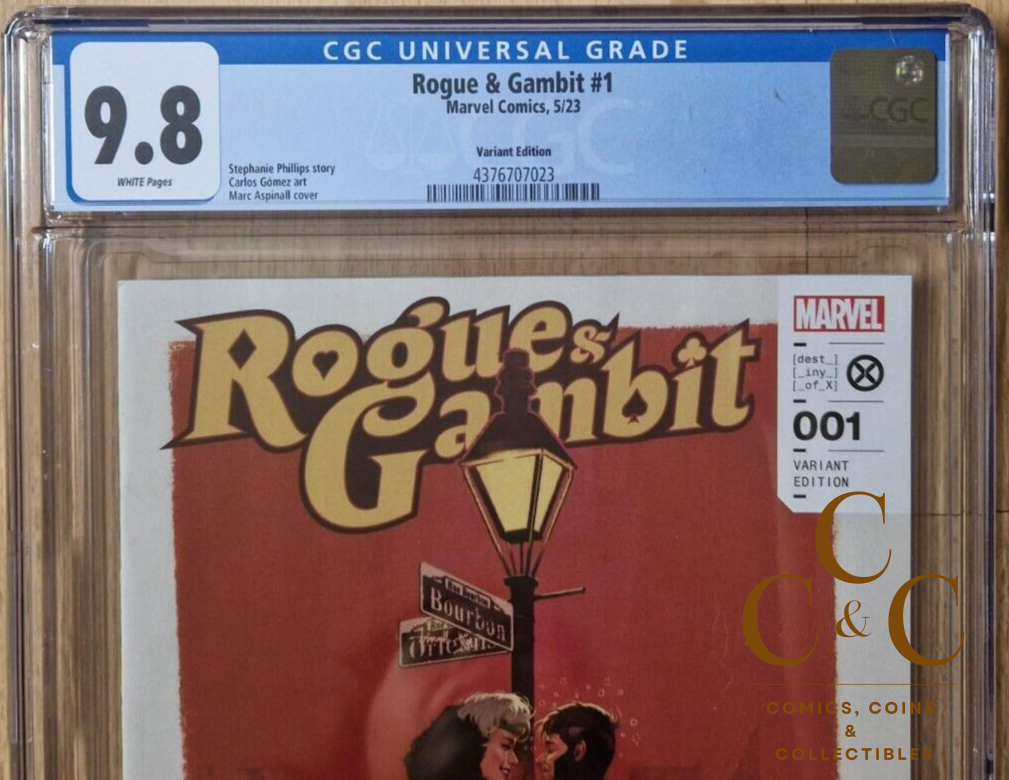 CGC UNIVERSAL GRADE
9.8
WHITE Pages
Rogue & Gambit #1
Marvel Comics, 5/23
Variant Edition
4376707023
Stephanie Phillips story
Carlos Gómez art
Marc Aspinall cover
CGC
CGC
Rogue &
Gambit
MARVEL
[dest_]
[_iny_]
[_of_X]
001
VARIANT
EDITION
Bourbon
C
C & C
COMICS, COINS
&
COLLECTIBLES